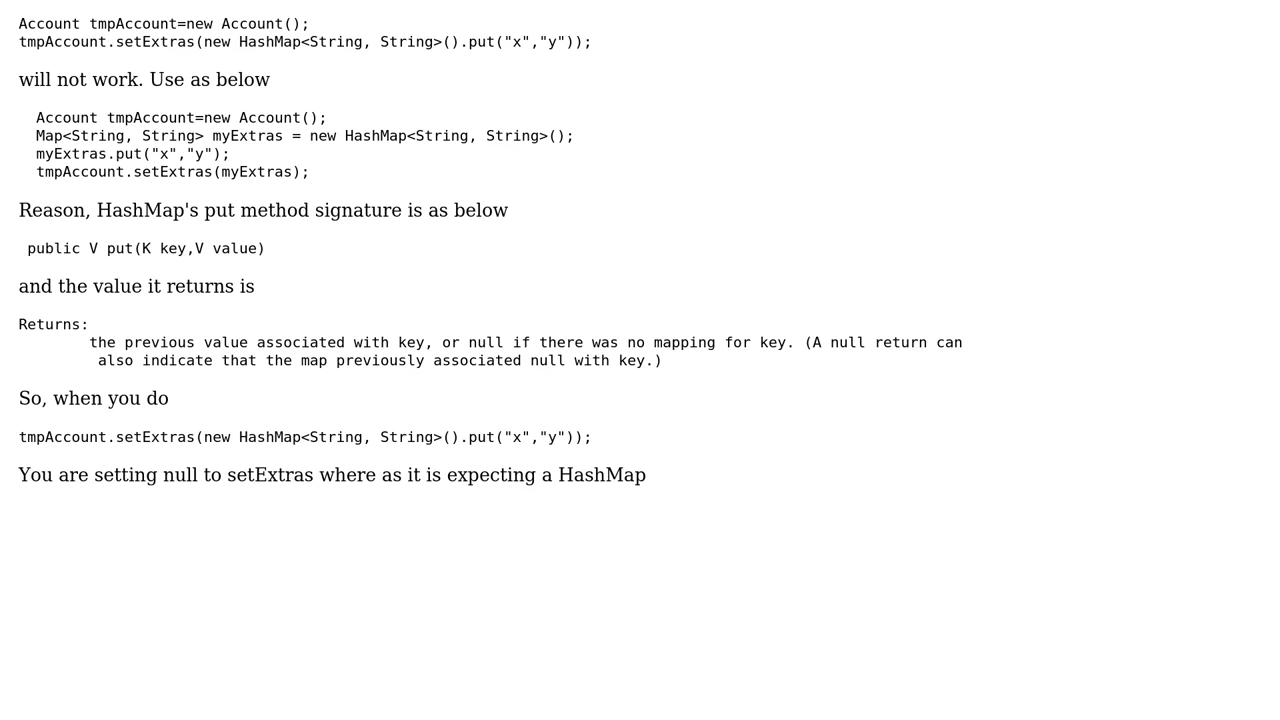 Account tmpAccount=new Account();
tmpAccount.setExtras(new HashMap<String, String>().put("x","y"));
will not work. Use as below
Account tmpAccount=new Account();
Map<String, String> myExtras = new HashMap<String, String>();
myExtras.put("x","y");
tmpAccount.setExtras(myExtras);
Reason, HashMap's put method signature is as below
public V put(K key,V value)
and the value it returns is
Returns:
the previous value associated with key, or null if there was no mapping for key. (A null return can
also indicate that the map previously associated null with key.)
So, when you do
tmpAccount.setExtras(new HashMap<String, String>().put("x","y"));
You are setting null to setExtras where as it is expecting a HashMap